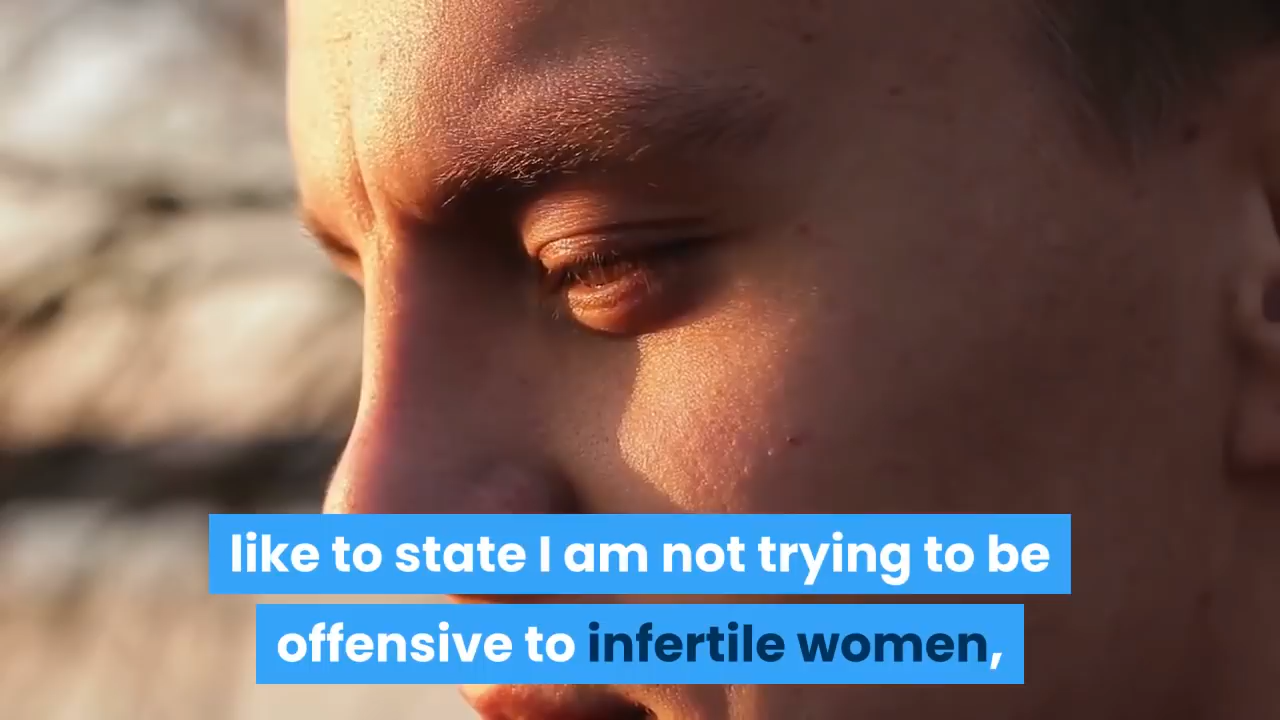 like to state I am not trying to be
offensive to infertile women,